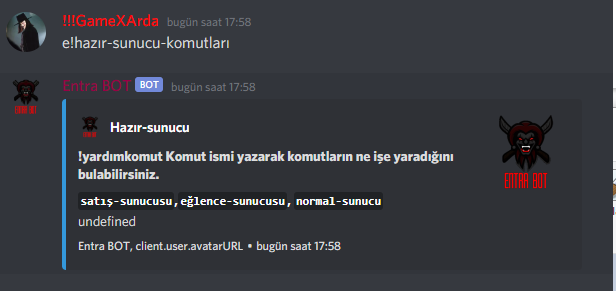 !!!GameXArda bugün saat 17:58
e!hazır-sunucu-komutları
Entra BOT BOT bugün saat 17:58
Hazır-sunucu
!yardımkomut Komut ismi yazarak komutların ne işe yaradığını
bulabilirsiniz.
satış-sunucusu,eğlence-sunucusu, normal-sunucu
undefined
Entra BOT, client.user.avatarURL • bugün saat 17:58
ENTRA BOT